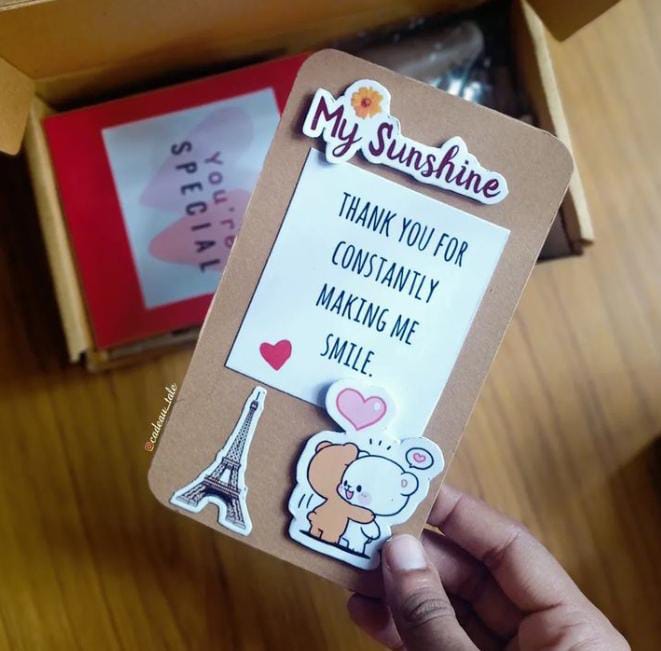 My Sunshine
THANK YOU FOR
CONSTANTLY
MAKING ME
SMILE.
you're
SPECIAL
@cadeau_tale